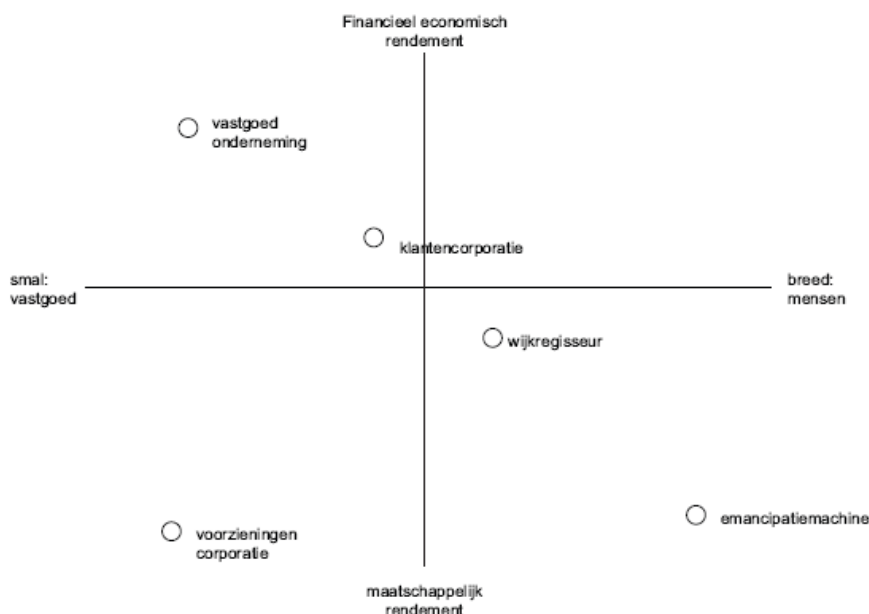 Financieel economisch
rendement
vastgoed
onderneming
klantencorporatie
smal:
vastgoed
breed:
mensen
wijkregisseur
voorzieningen
corporatie
emancipatiemachine
maatschappelijk
rendement